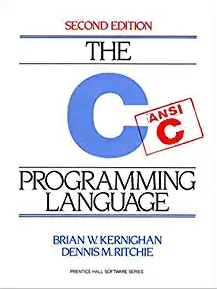 SECOND EDITION
THE
C
ANSI
C
PROGRAMMING
LANGUAGE
BRIAN W. KERNIGHAN
DENNIS M. RITCHIE
PRENTICE HALL SOFTWARE SERIES